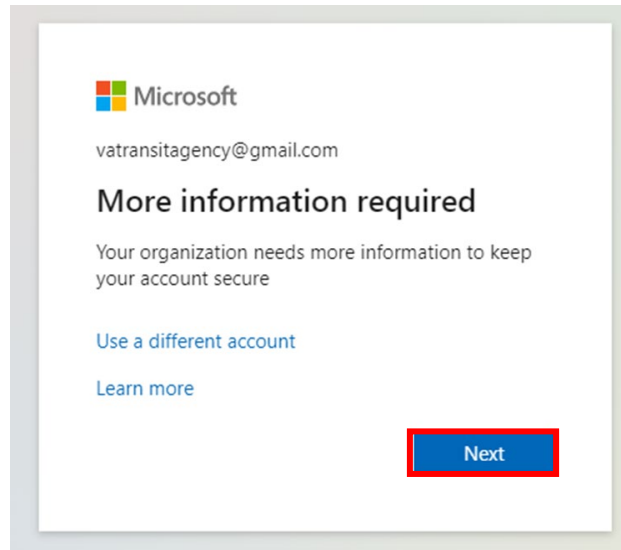 Microsoft
vatransitagency@gmail.com
More information required
Your organization needs more information to keep
your account secure
Use a different account
Learn more
Next